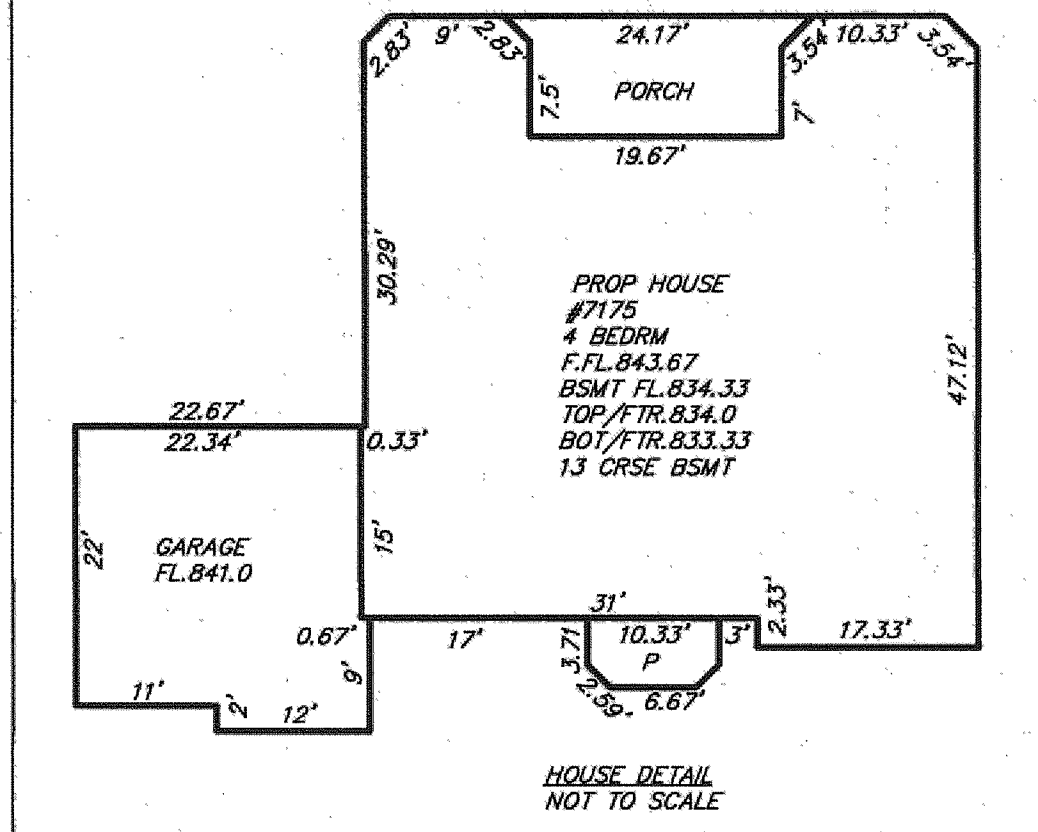 2.83'
9'
2.83'
24.17'
3.54'
10.33'
3.54'
7.5'
PORCH
7'
19.67'
30.29'
PROP HOUSE
#7175
4 BEDRM
F.FL.843.67
BSMT FL.834.33
TOP/FTR.834.0
BOT/FTR.833.33
13 CRSE BSMT
47.12'
22.67'
22.34'
0.33'
22'
GARAGE
FL.841.0
15'
31'
2.33'
0.67'
17'
10.33'
3'
17.33'
3.71
P
9'
2.59'
6.67'
11'
2'
12'
HOUSE DETAIL
NOT TO SCALE